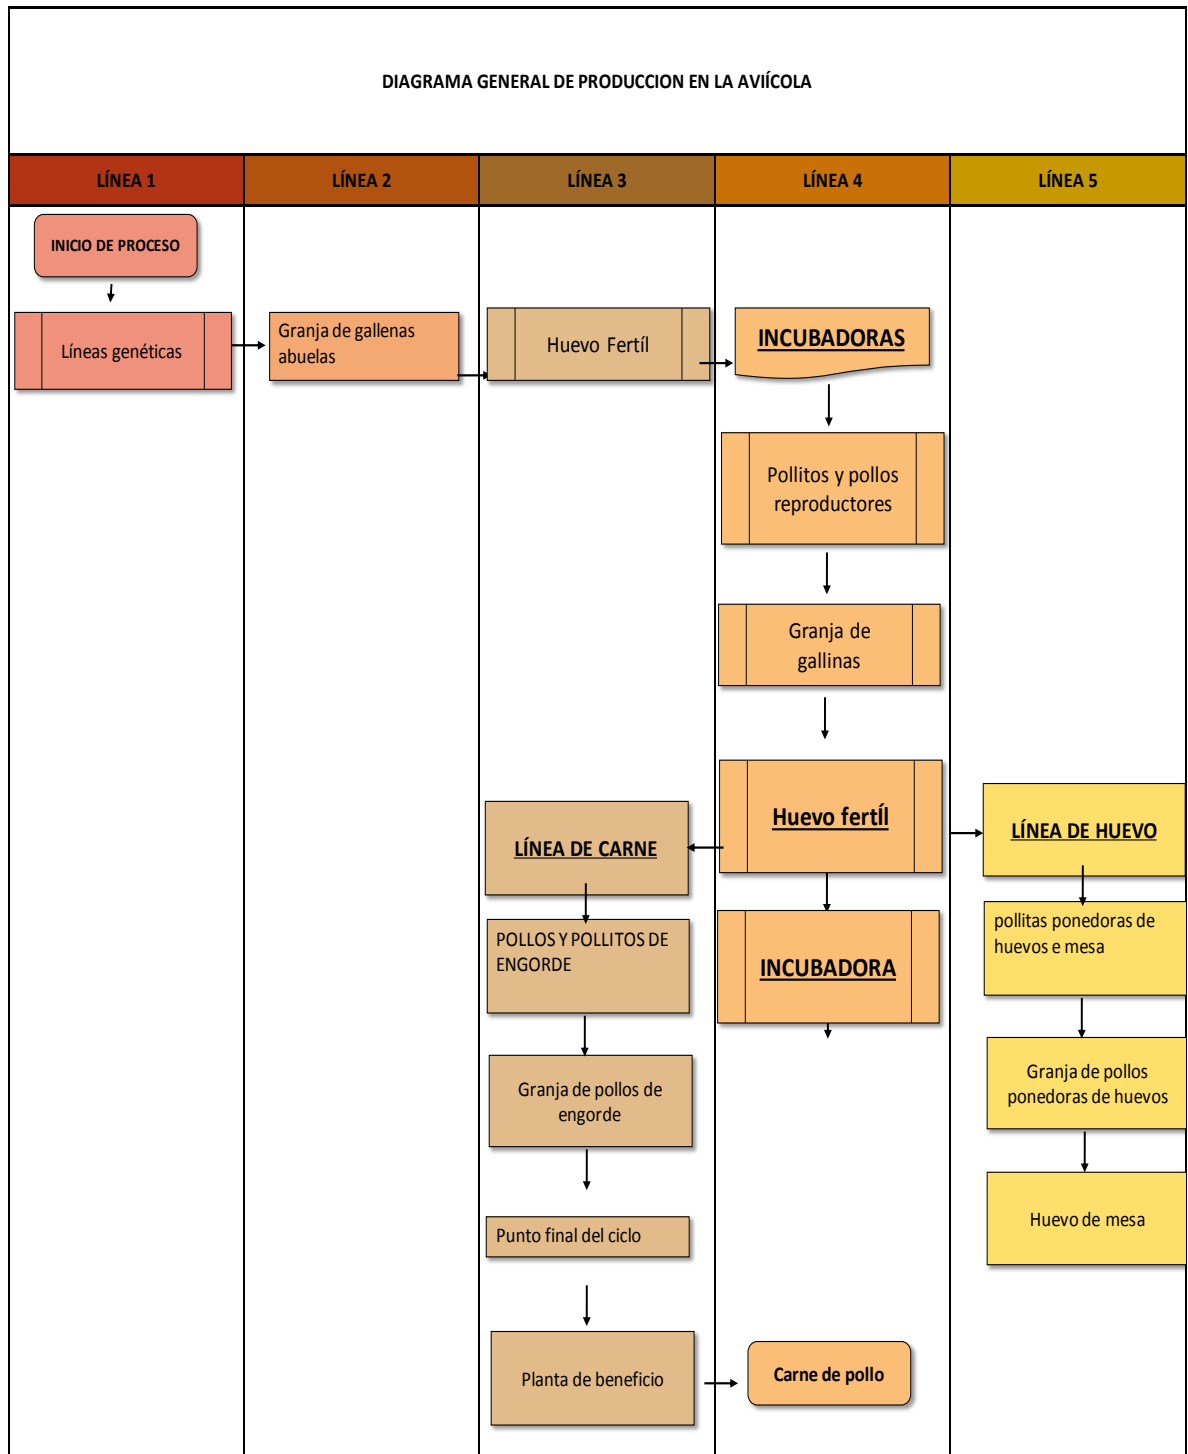 DIAGRAMA GENERAL DE PRODUCCION EN LA AVIÍCOLA
LÍNEA 1
LÍNEA 2
LÍNEA 3
LÍNEA 4
LÍNEA 5
INICIO DE PROCESO
Líneas genéticas
Granja de gallenas
abuelas
Huevo Fertíl
INCUBADORAS
Pollitos y pollos
reproductores
Granja de
gallinas
Huevo fertÍl
LÍNEA DE CARNE
LÍNEA DE HUEVO
POLLOS Y POLLITOS DE
ENGORDE
INCUBADORA
pollitas ponedoras de
huevos e mesa
Granja de pollos de
engorde
Granja de pollos
ponedoras de huevos
Punto final del ciclo
Huevo de mesa
Planta de beneficio
Carne de pollo